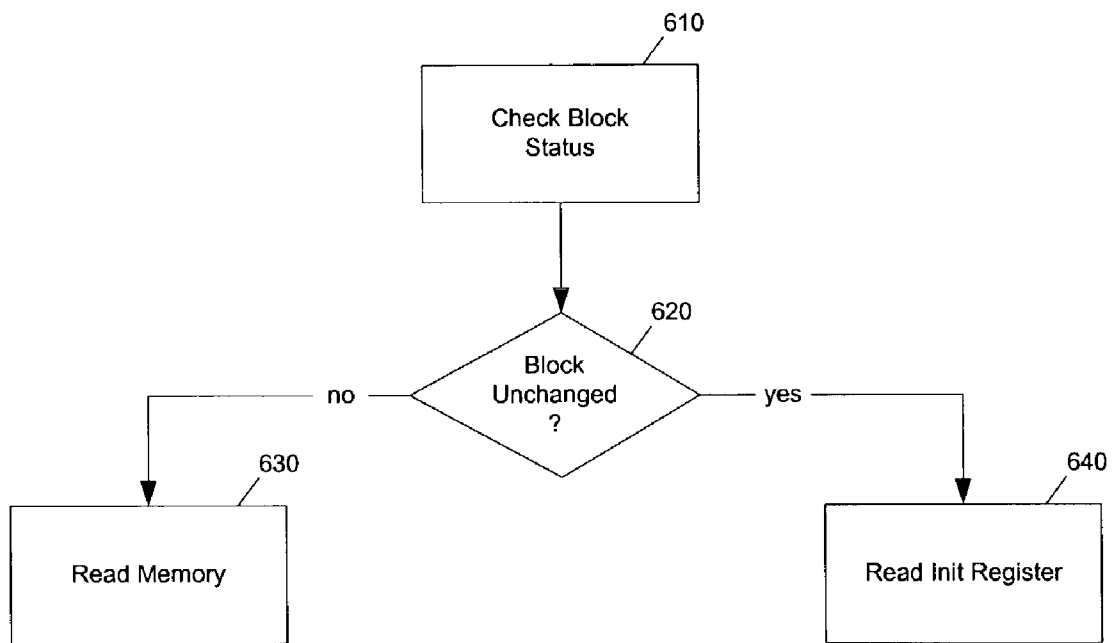 610
Check Block
Status
620
Block
Unchanged
?
no
yes
630
640
Read Memory
Read Init Register